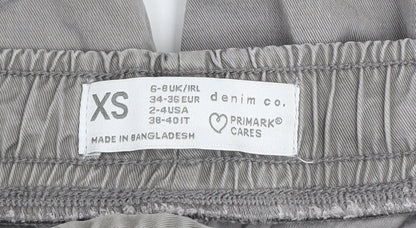 XS
6-8 UK/IRL
34-36 EUR
2-4 USA
38-40 IT
MADE IN BANGLADESH
denim co.
PRIMARK®
CARES